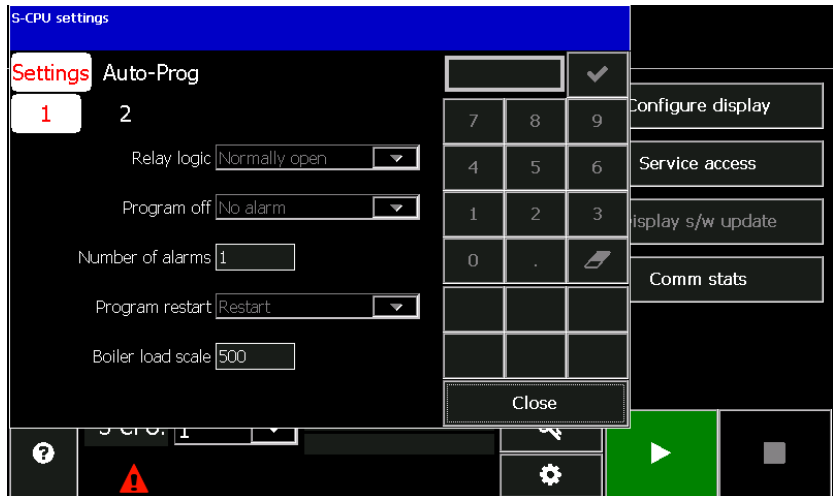 S-CPU settings
Settings Auto-Prog
1 2
Relay logic Normally open
Program off No alarm
Number of alarms 1
Program restart Restart
Boiler load scale 500
7 8 9
4 5 6
1 2 3
0 .
Close
Configure display
Service access
isplay s/w update
Comm stats
S-CPU: 1
?